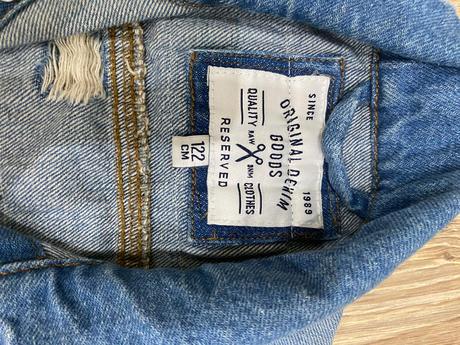 SINCE 1989
ORIGINAL DENIM
GOODS
QUALITY RAW DNM CLOTHES
RESERVED
122
CM